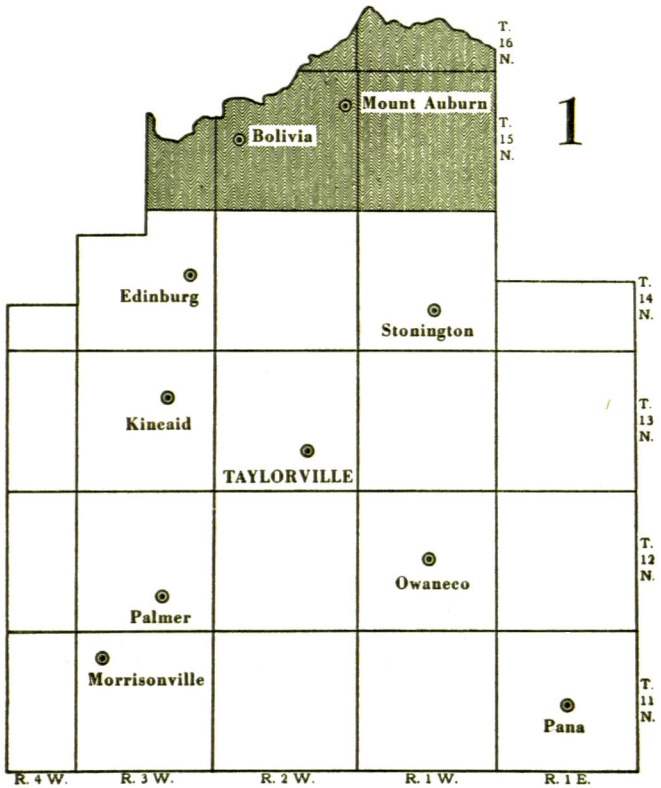 T.
16
N.
Mount Auburn
1
T.
15
N.
Bolivia
Edinburg
T.
14
N.
Stonington
Kincaid
T.
13
N.
TAYLORVILLE
T.
12
N.
Owaneco
Palmer
Morrisonville
T.
11
N.
Pana
R. 4 W. R. 3 W. R. 2 W. R. 1 W. R. 1 E.